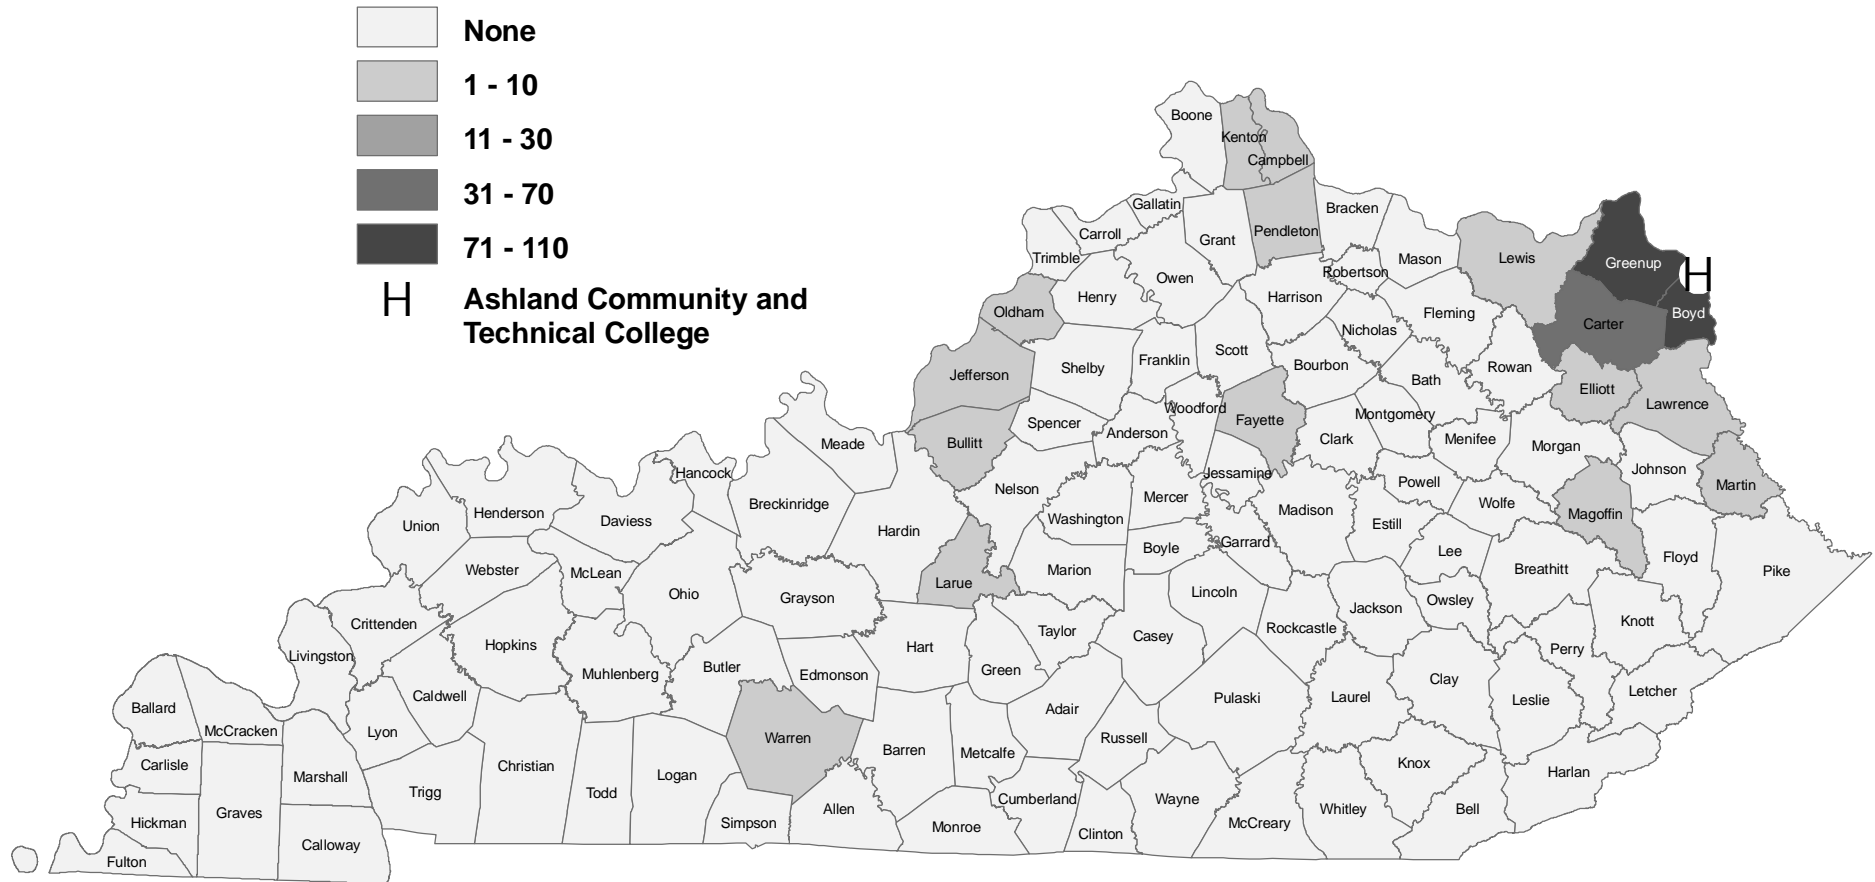 None
1 - 10
11 - 30
31 - 70
71 - 110
H Ashland Community and
Technical College
Boone
Kenton
Campbell
Gallatin
Carroll
Trimble
Grant
Pendleton
Bracken
Owen
Mason
Robertson
Lewis
Greenup
H
Boyd
Carter
Oldham
Henry
Harrison
Fleming
Nicholas
Jefferson
Shelby
Franklin
Scott
Bourbon
Bath
Rowan
Elliott
Lawrence
Bullitt
Spencer
Anderson
Woodford
Fayette
Clark
Montgomery
Menifee
Morgan
Johnson
Martin
Meade
Hancock
Breckinridge
Nelson
Washington
Mercer
Jessamine
Madison
Powell
Estill
Wolfe
Magoffin
Floyd
Pike
Union
Henderson
Daviess
Hardin
Larue
Marion
Boyle
Garrard
Lee
Breathitt
Webster
McLean
Ohio
Grayson
Lincoln
Jackson
Owsley
Knott
Crittenden
Hopkins
Livingston
Muhlenberg
Butler
Edmonson
Hart
Green
Taylor
Casey
Rockcastle
Perry
Clay
Leslie
Letcher
Ballard
McCracken
Caldwell
Lyon
Warren
Barren
Metcalfe
Adair
Russell
Pulaski
Laurel
Knox
Harlan
Carlisle
Marshall
Graves
Hickman
Fulton
Calloway
Trigg
Christian
Todd
Logan
Simpson
Allen
Monroe
Cumberland
Clinton
Wayne
McCreary
Whitley
Bell